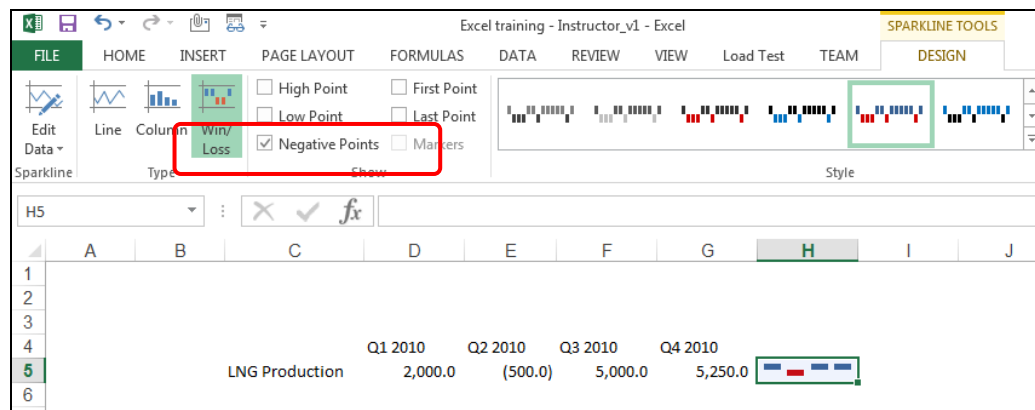 Excel training - Instructor_v1 - Excel
SPARKLINE TOOLS
FILE HOME INSERT PAGE LAYOUT FORMULAS DATA REVIEW VIEW Load Test TEAM DESIGN
Edit Data
Line
Column
Win/
Loss
High Point
First Point
Low Point
Last Point
Negative Points
Markers
Sparkline
Type
Show
Style
H5
fx
A B C D E F G H I J
1
2
3
4 Q1 2010 Q2 2010 Q3 2010 Q4 2010
5 LNG Production 2,000.0 (500.0) 5,000.0 5,250.0
6